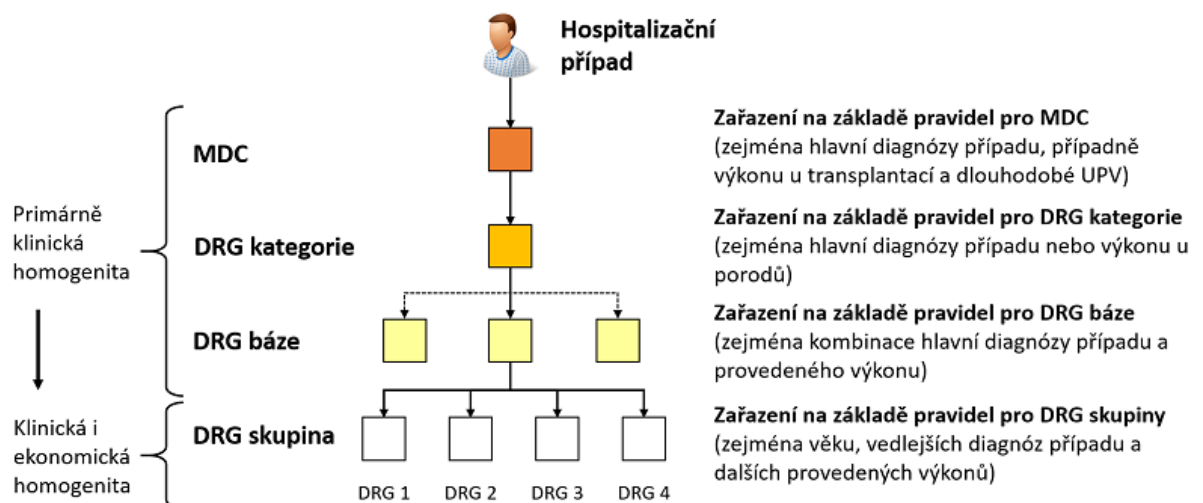 Hospitalizační
případ
MDC
Zařazení na základě pravidel pro MDC
(zejména hlavní diagnózy případu, případně
výkonu u transplantací a dlouhodobé UPV)
Primárně
klinická
homogenita
DRG kategorie
Zařazení na základě pravidel pro DRG kategorie
(zejména hlavní diagnózy případu nebo výkonu u
porodů)
DRG báze
Zařazení na základě pravidel pro DRG báze
(zejména kombinace hlavní diagnózy případu a
provedeného výkonu)
Klinická i
ekonomická
homogenita
DRG skupina
Zařazení na základě pravidel pro DRG skupiny
(zejména věku, vedlejších diagnóz případu a
dalších provedených výkonů)
DRG 1 DRG 2 DRG 3 DRG 4